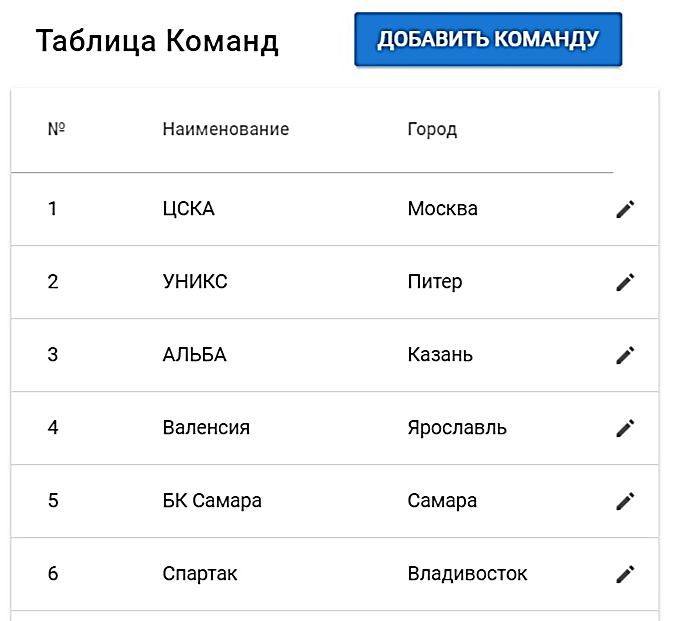 Таблица Команд
ДОБАВИТЬ КОМАНДУ
№ Наименование Город
1 ЦСКА Москва
2 УНИКС Питер
3 АЛЬБА Казань
4 Валенсия Ярославль
5 БК Самара Самара
6 Спартак Владивосток